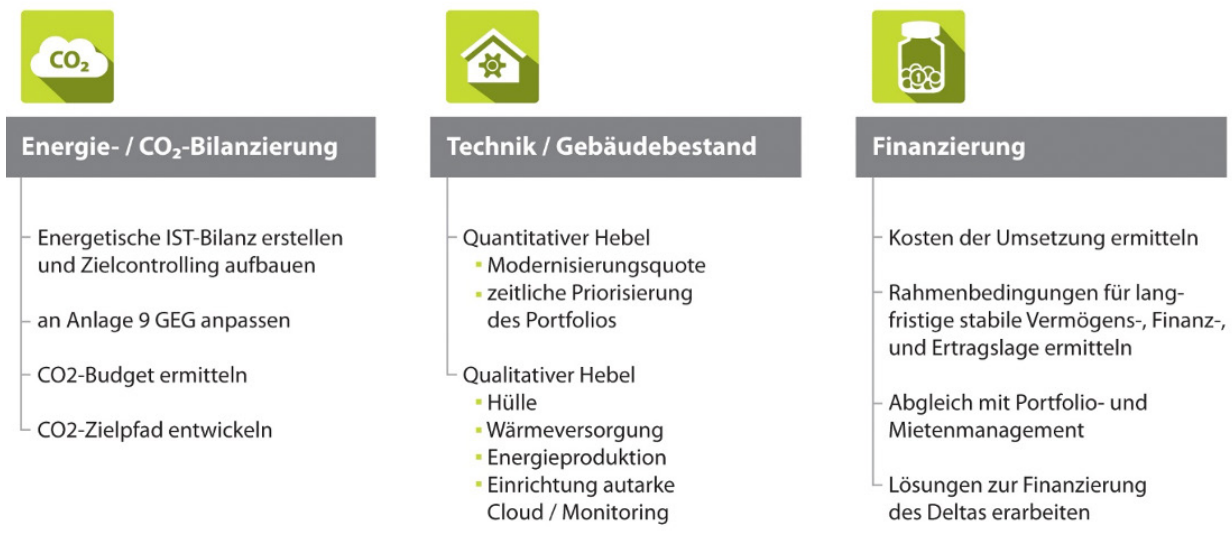 CO₂
Energie- / CO₂-Bilanzierung
Energetische IST-Bilanz erstellen
und Zielcontrolling aufbauen
an Anlage 9 GEG anpassen
CO2-Budget ermitteln
CO2-Zielpfad entwickeln
Technik / Gebäudebestand
Quantitativer Hebel
Modernisierungsquote
zeitliche Priorisierung
des Portfolios
Qualitativer Hebel
Hülle
Wärmeversorgung
Energieproduktion
Einrichtung autarke
Cloud / Monitoring
1
Finanzierung
Kosten der Umsetzung ermitteln
Rahmenbedingungen für lang-
fristige stabile Vermögens-, Finanz-,
und Ertragslage ermitteln
Abgleich mit Portfolio- und
Mietenmanagement
Lösungen zur Finanzierung
des Deltas erarbeiten